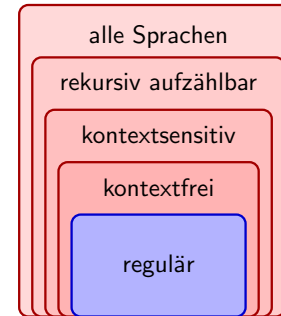 alle Sprachen
rekursiv aufzählbar
kontextsensitiv
kontextfrei
regulär